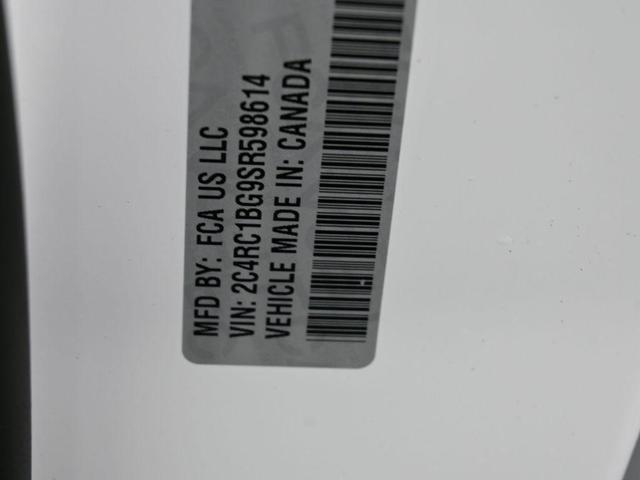 MFD BY: FCA US LLC
VIN: 2C4RC1BG9SR598614
VEHICLE MADE IN: CANADA